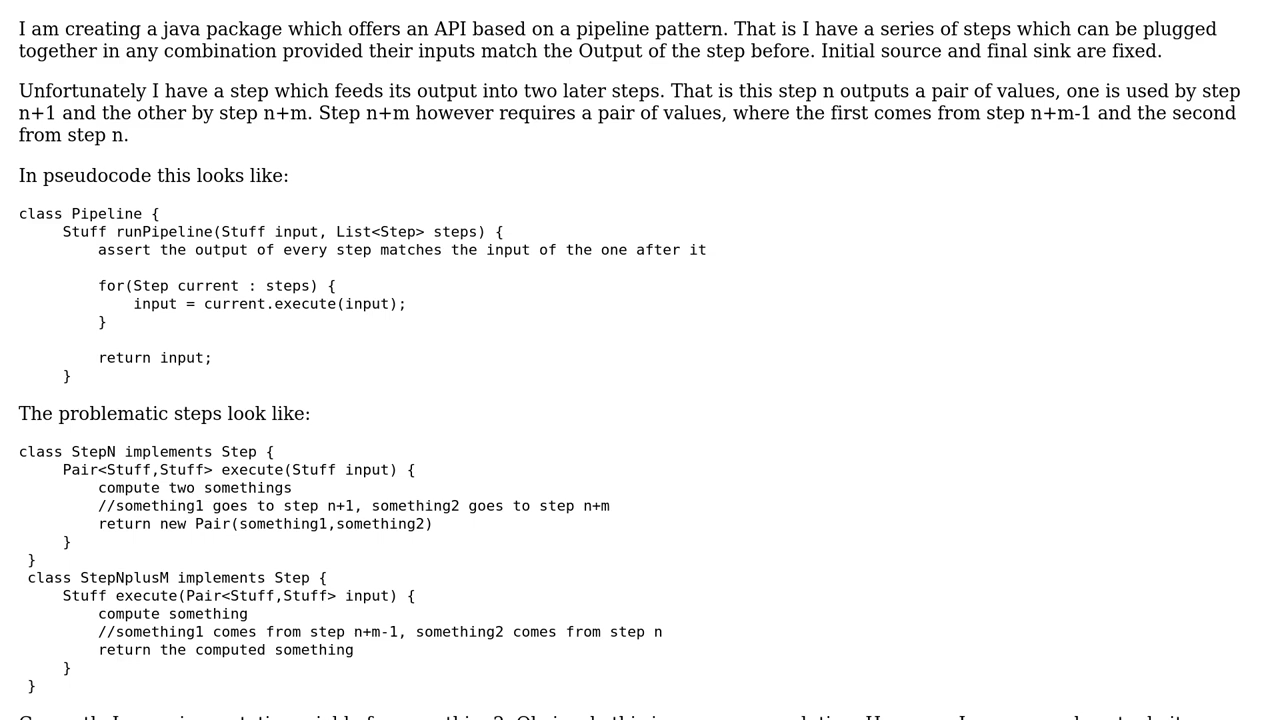 I am creating a java package which offers an API based on a pipeline pattern. That is I have a series of steps which can be plugged
together in any combination provided their inputs match the Output of the step before. Initial source and final sink are fixed.
Unfortunately I have a step which feeds its output into two later steps. That is this step n outputs a pair of values, one is used by step
n+1 and the other by step n+m. Step n+m however requires a pair of values, where the first comes from step n+m-1 and the second
from step n.
In pseudocode this looks like:
class Pipeline {
     Stuff runPipeline(Stuff input, List<Step> steps) {
         assert the output of every step matches the input of the one after it
         for(Step current : steps) {
             input = current.execute(input);
         }
         return input;
     }
The problematic steps look like:
class StepN implements Step {
     Pair<Stuff,Stuff> execute(Stuff input) {
         compute two somethings
         //something1 goes to step n+1, something2 goes to step n+m
         return new Pair(something1,something2)
     }
 }
 class StepNplusM implements Step {
     Stuff execute(Pair<Stuff,Stuff> input) {
         compute something
         //something1 comes from step n+m-1, something2 comes from step n
         return the computed something
     }
 }